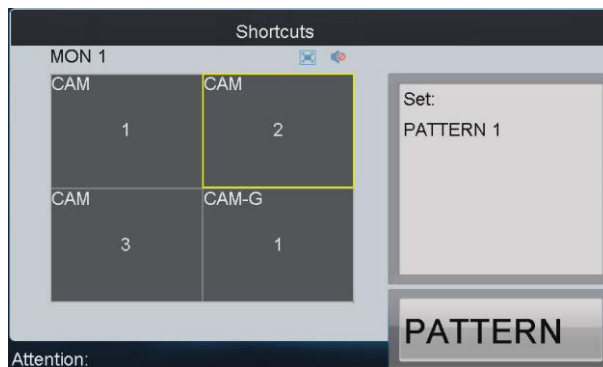 Shortcuts
MON 1
CAM
1
CAM
2
CAM
3
CAM-G
1
Set:
PATTERN 1
PATTERN
Attention: